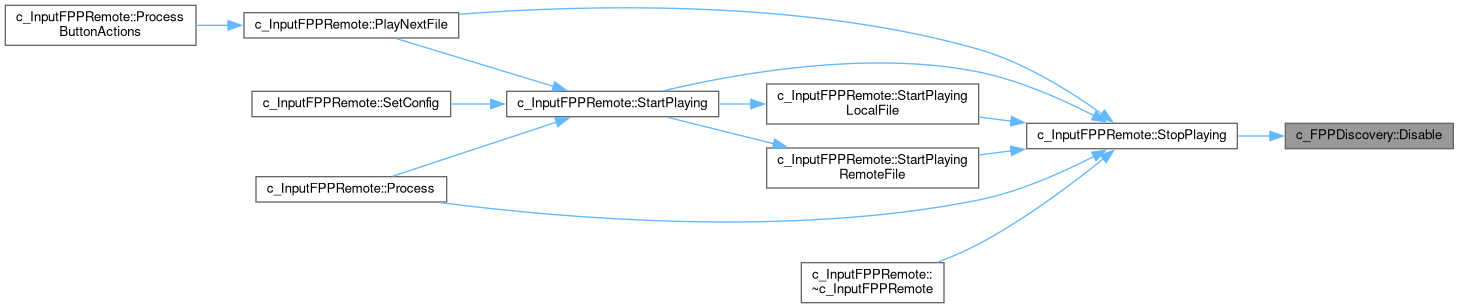 c_InputFPPRemote::Process
ButtonActions
c_InputFPPRemote::PlayNextFile
c_InputFPPRemote::SetConfig
c_InputFPPRemote::StartPlaying
c_InputFPPRemote::StartPlaying
LocalFile
c_InputFPPRemote::StopPlaying
c_FPPDiscovery::Disable
c_InputFPPRemote::StartPlaying
RemoteFile
c_InputFPPRemote::Process
c_InputFPPRemote::
~c_InputFPPRemote